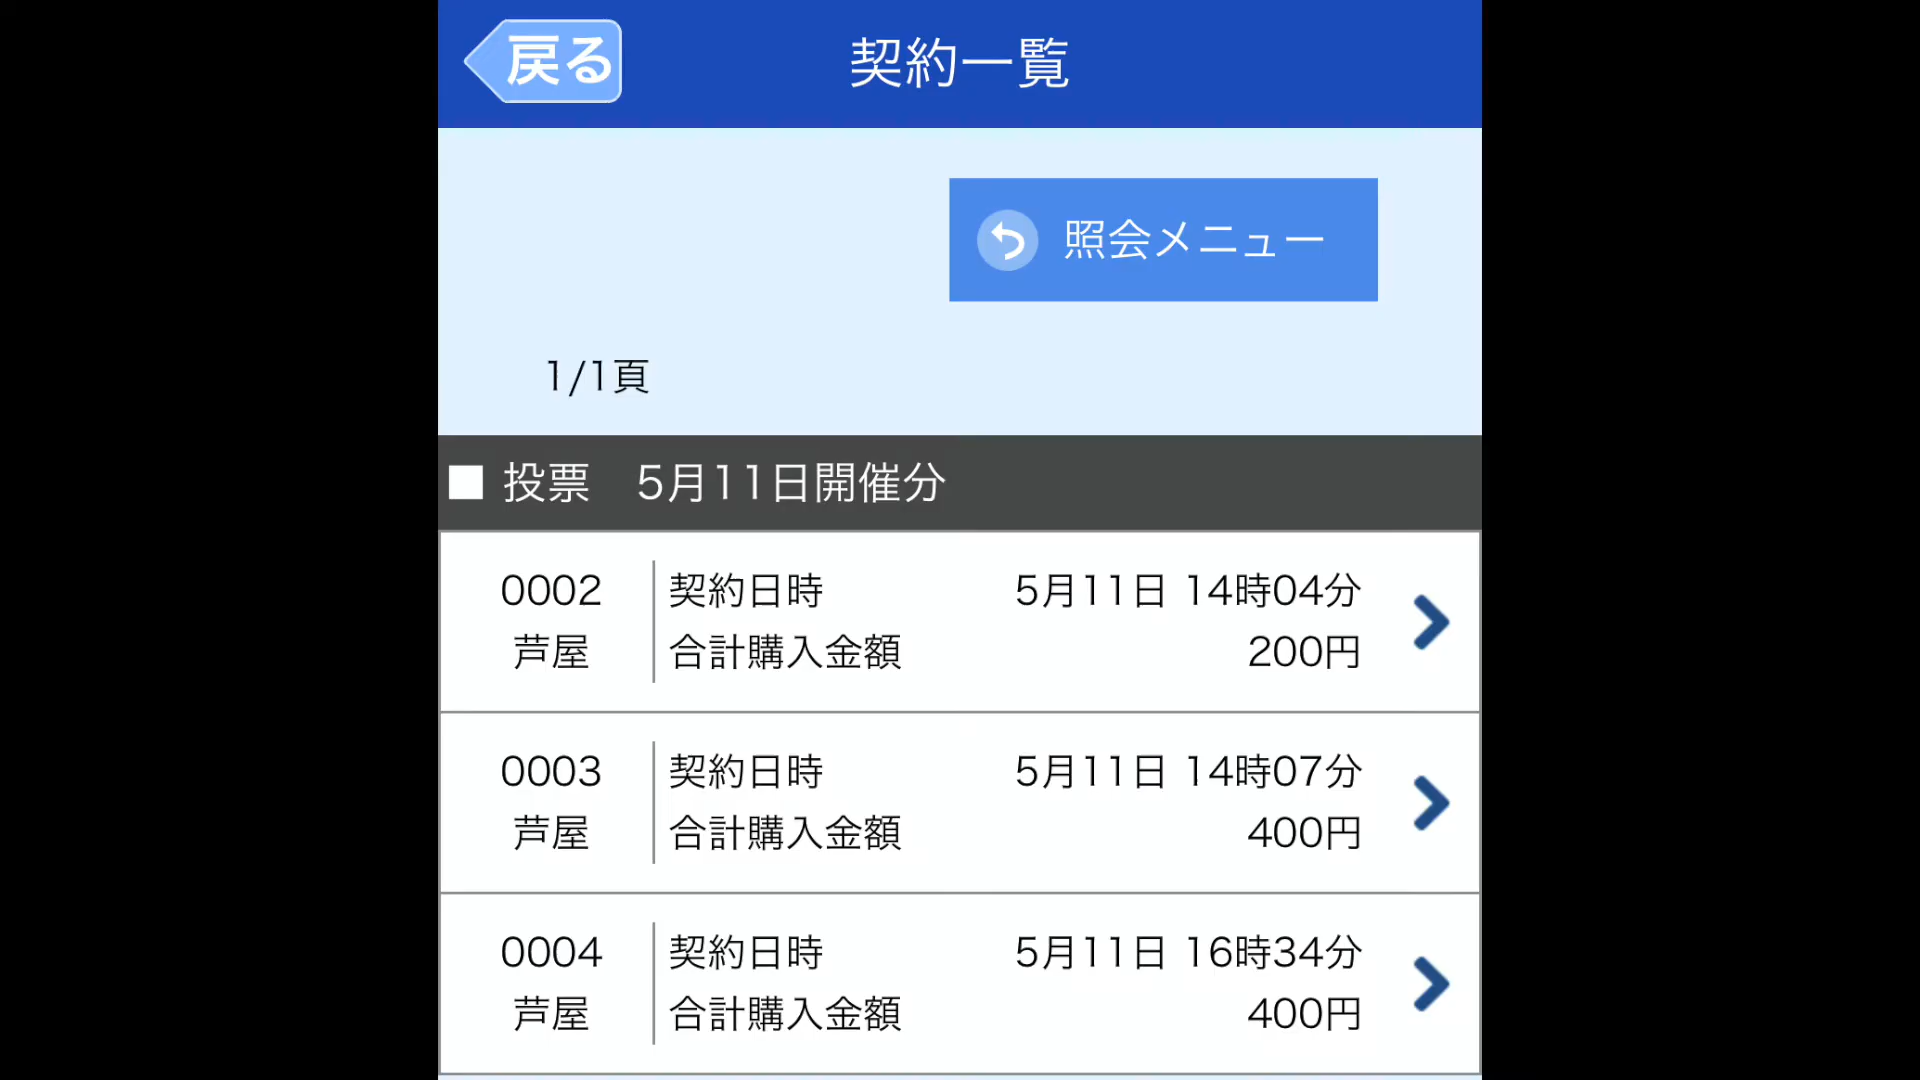 戻る
契約一覧
照会メニュー
1/1頁
■ 投票　5月11日開催分
0002 契約日時 5月11日 14時04分
芦屋 合計購入金額 200円
0003 契約日時 5月11日 14時07分
芦屋 合計購入金額 400円
0004 契約日時 5月11日 16時34分
芦屋 合計購入金額 400円